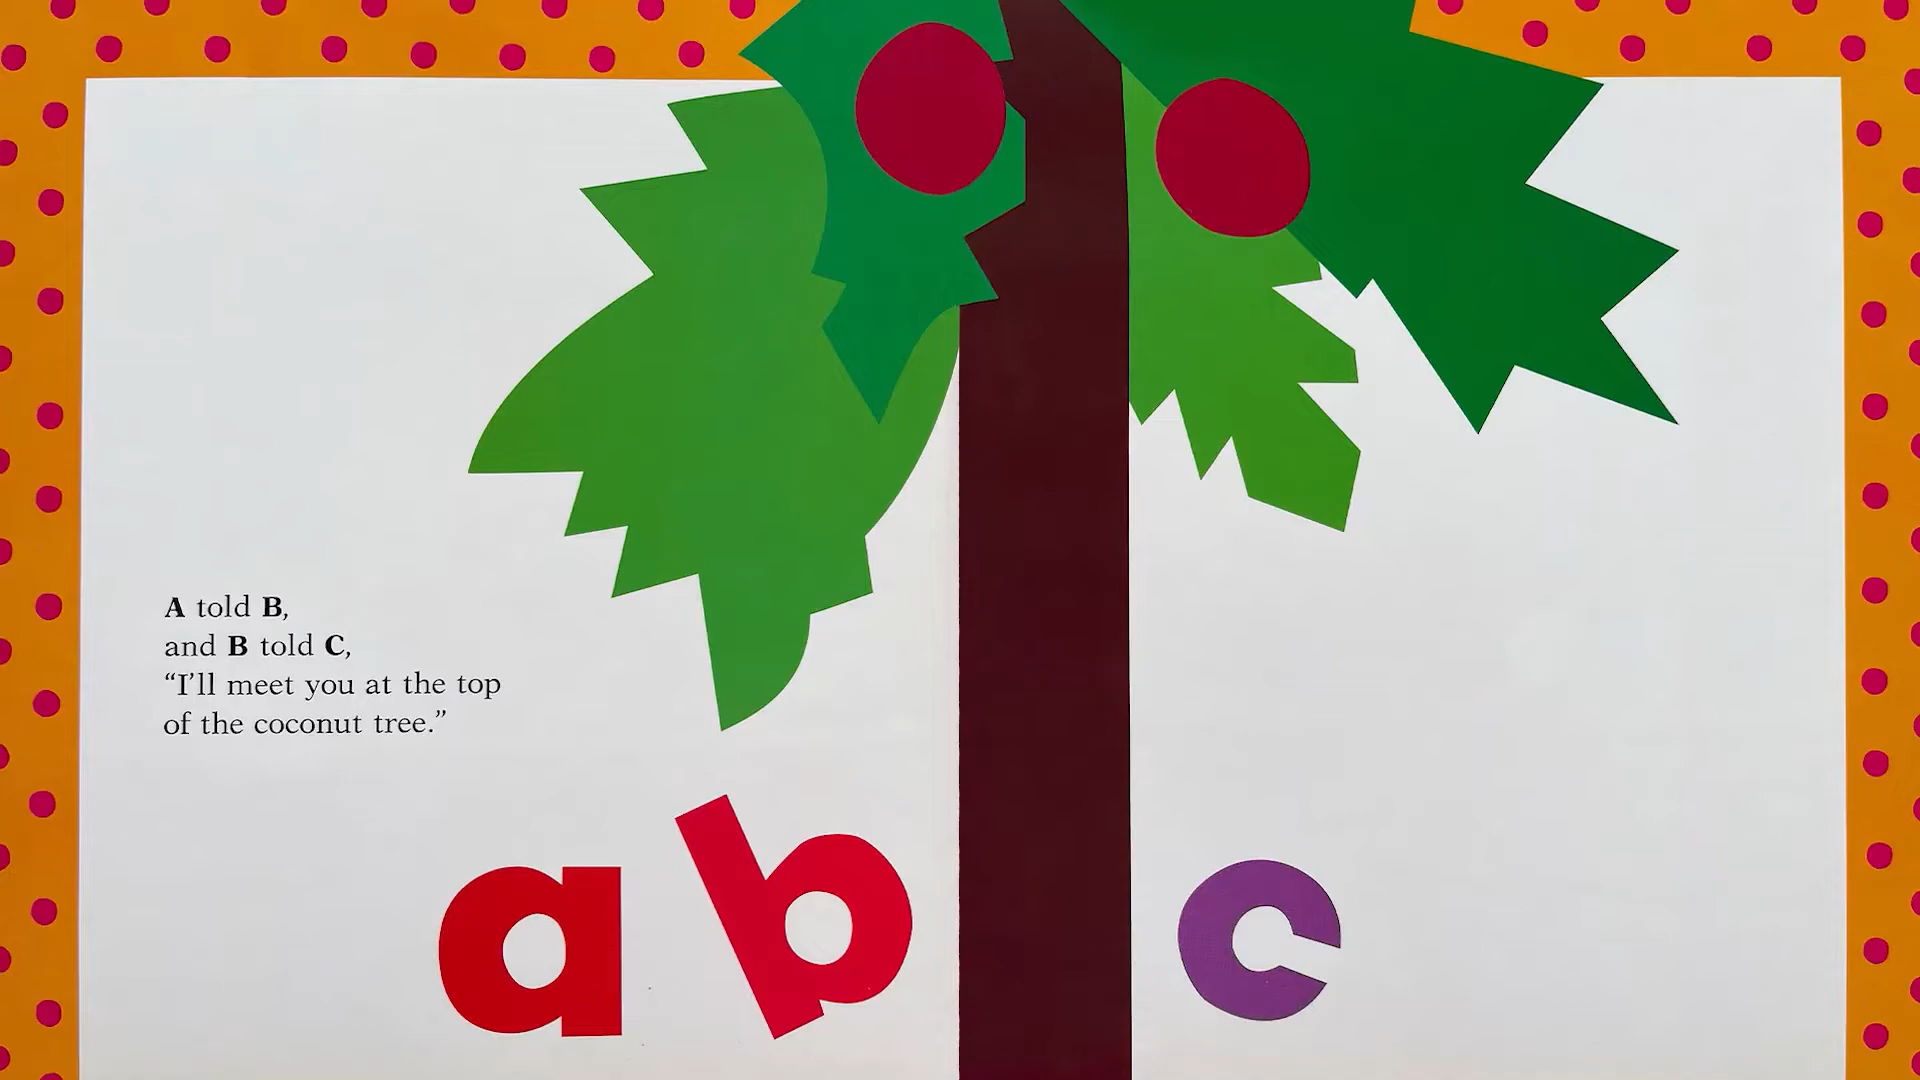 A told B,
and B told C,
“I’ll meet you at the top
of the coconut tree.”
a b c